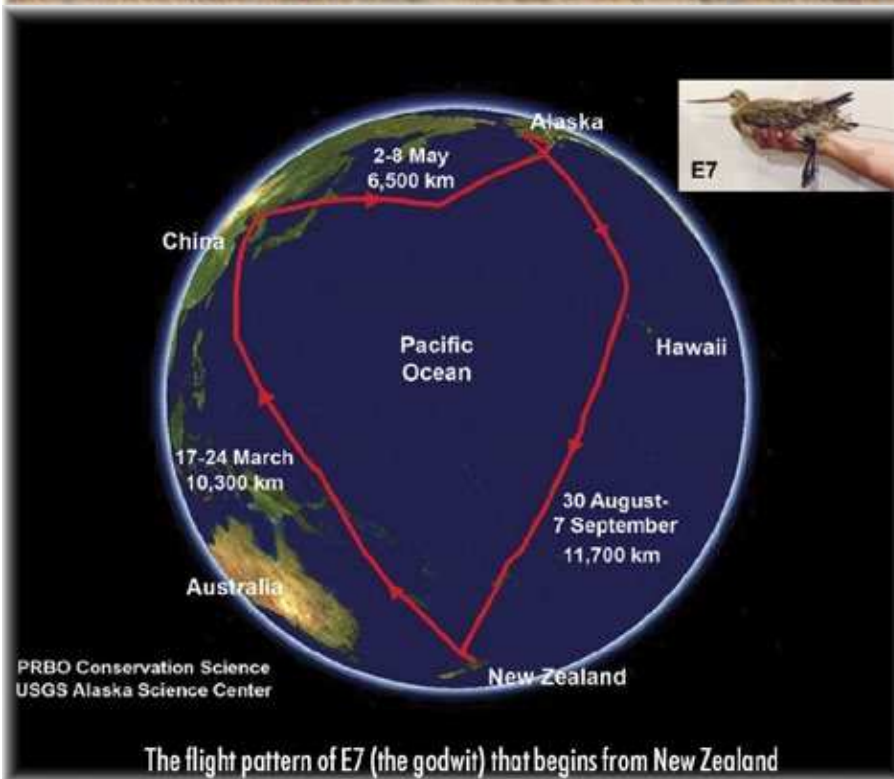 Alaska
2-8 May
6,500 km
E7
China
Hawaii
Pacific
Ocean
17-24 March
10,300 km
30 August-
7 September
11,700 km
Australia
PRBO Conservation Science
USGS Alaska Science Center
New Zealand
The flight pattern of E7 (the godwit) that begins from New Zealand